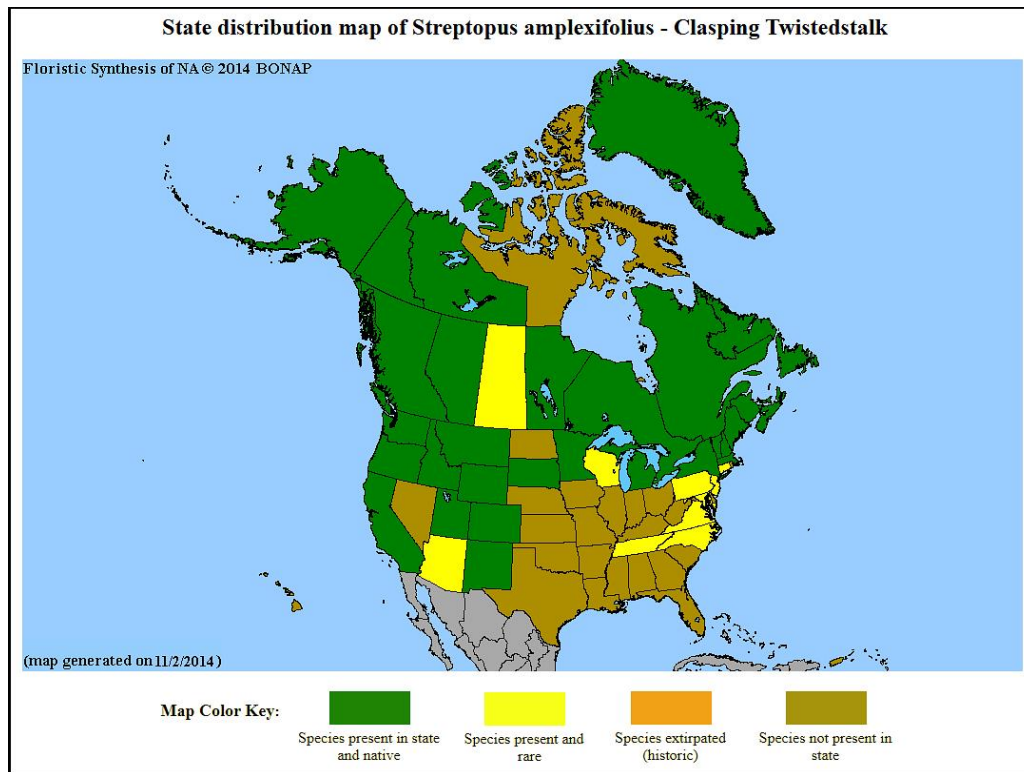 State distribution map of Streptopus amplexifolius - Clasping Twistedstalk
Floristic Synthesis of NA © 2014 BONAP
(map generated on 11/2/2014)
Map Color Key:
Species present in state
and native
Species present and
rare
Species extirpated
(historic)
Species not present in
state